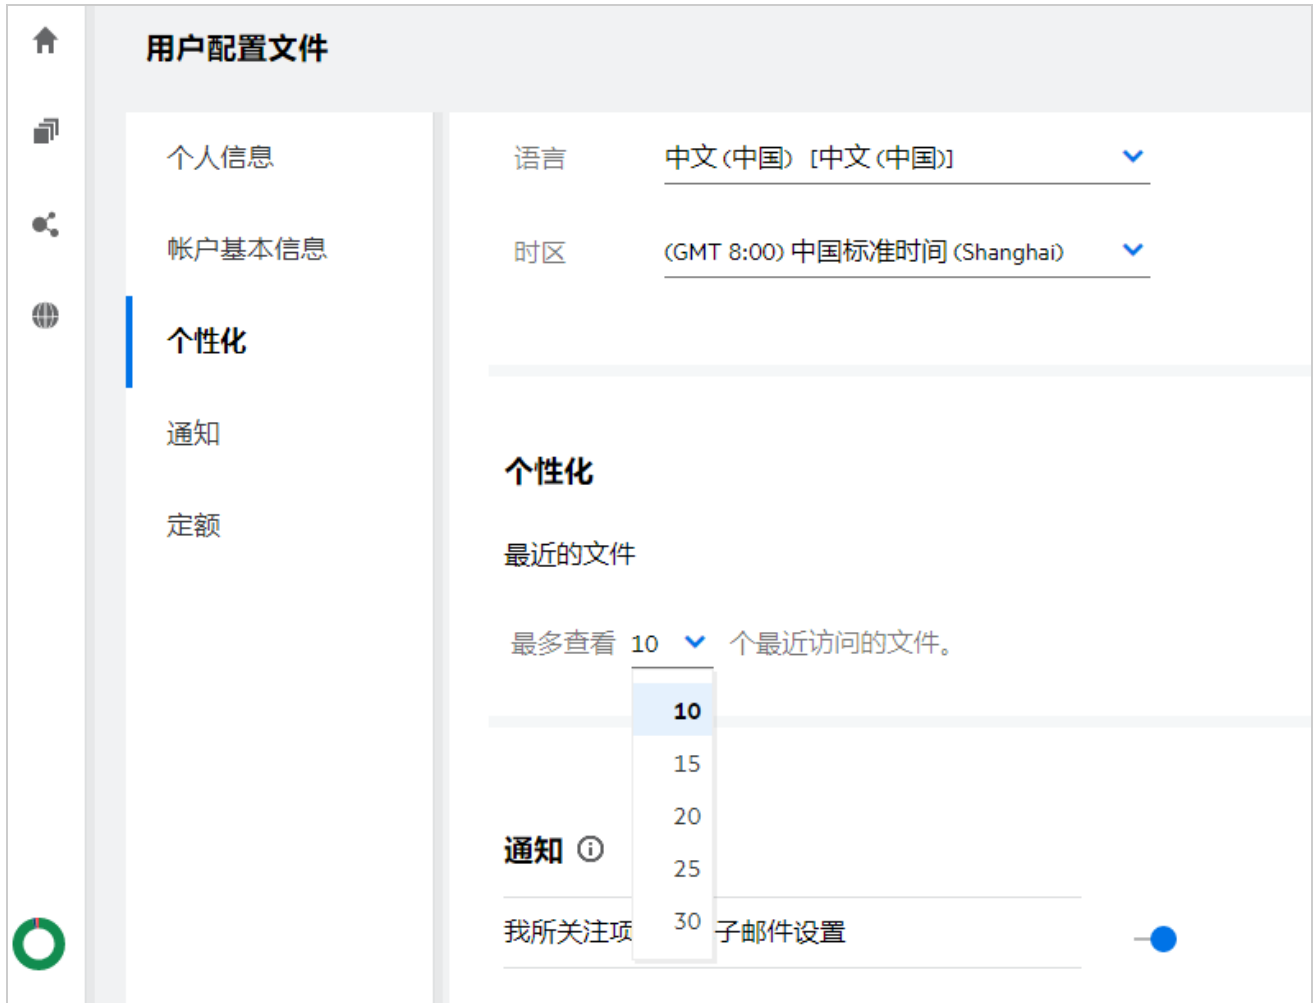 用户配置文件
个人信息
帐户基本信息
个性化
通知
定额
语言 中文 (中国) [中文 (中国)]
时区 (GMT 8:00) 中国标准时间 (Shanghai)
个性化
最近的文件
最多查看 10 个最近访问的文件。
10
15
20
25
30
通知
我所关注项 子邮件设置